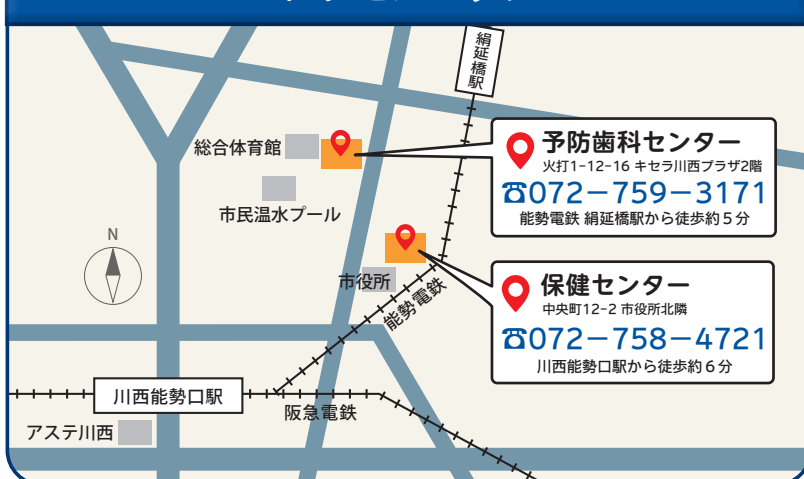 絹延橋駅
総合体育館
予防歯科センター
火打1-12-16 キセラ川西プラザ2階
☎072-759-3171
能勢電鉄 絹延橋駅から徒歩約5分
市民温水プール
N
市役所
能勢電鉄
保健センター
中央町12-2 市役所北隣
☎072-758-4721
川西能勢口駅から徒歩約6分
川西能勢口駅
阪急電鉄
アステ川西